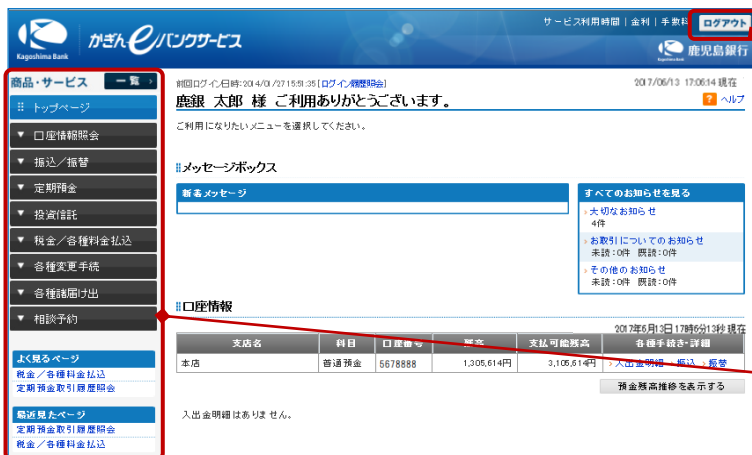 サービス利用時間 | 金利 | 手数料
ログアウト
Kagoshima Bank
かぎんeバンクサービス
鹿児島銀行
商品・サービス 一覧
トップページ
口座情報照会
振込/振替
定期預金
投資信託
税金/各種料金払込
各種変更手続
各種諸届け出
相談予約
よく見るページ
税金/各種料金払込
定期預金取引履歴照会
最近見たページ
定期預金取引履歴照会
税金/各種料金払込
前回ログイン日時:2014/01/27 15:51:35 [ログイン履歴照会]
2017/06/13 17:06:14 現在
鹿銀 太郎 様 ご利用ありがとうございます。
? ヘルプ
ご利用になりたいメニューを選択してください。
メッセージボックス
新着メッセージ
すべてのお知らせを見る
大切なお知らせ
4件
お取引についてのお知らせ
未読:0件 既読:0件
その他のお知らせ
未読:0件 既読:0件
口座情報
2017年6月13日17時6分13秒現在
支店名 科目 口座番号 残高 支払可能残高 各種手続き・詳細
本店 普通預金 5678888 1,305,614円 3,105,614円 入出金明細 振込 振替
預金残高推移を表示する
入出金明細はありません。